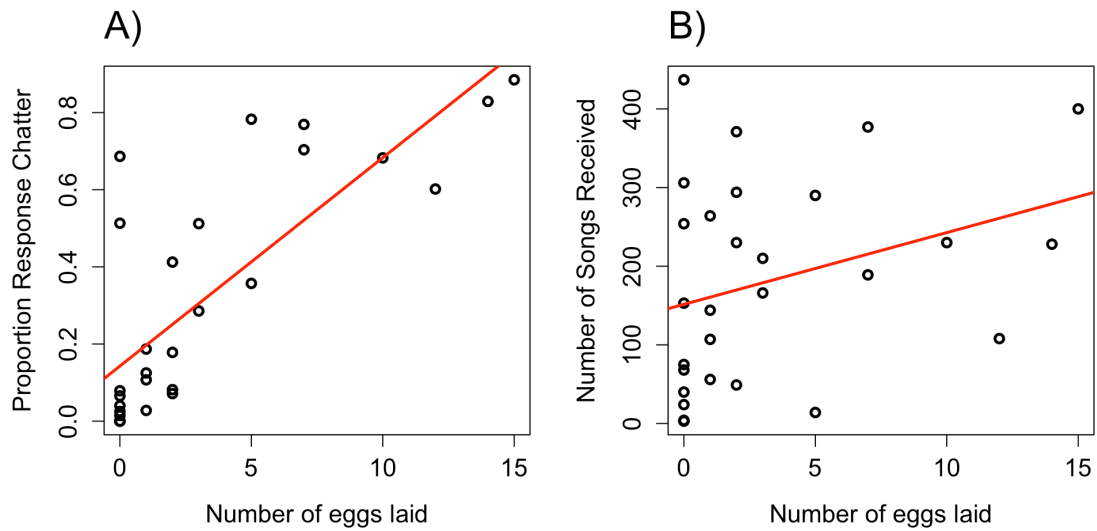 A)
Proportion Response Chatter
0.8
0.6
0.4
0.2
0.0
0 5 10 15
Number of eggs laid
B)
Number of Songs Received
400
300
200
100
0
0 5 10 15
Number of eggs laid